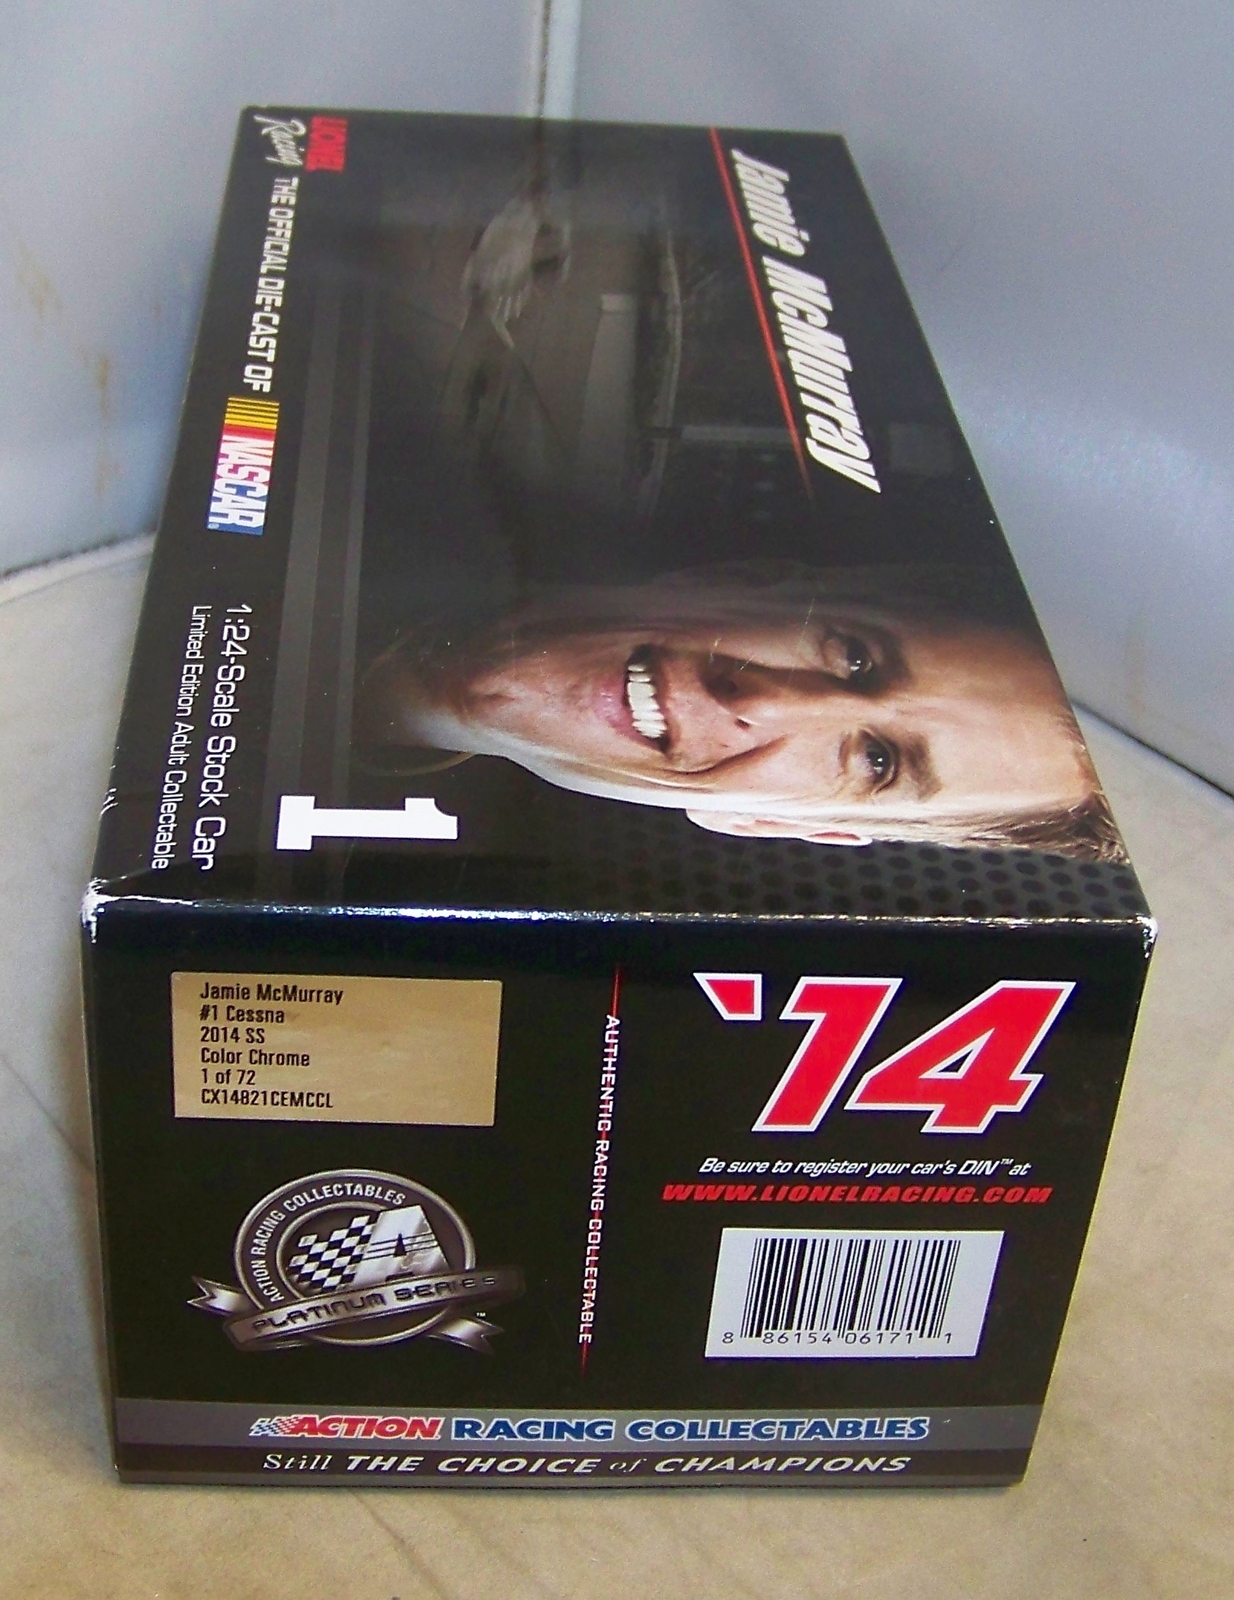 Jamie McMurray
LIONEL
Racing
THE OFFICIAL DIE-CAST OF
NASCAR
1:24-Scale Stock Car
Limited Edition Adult Collectable
1
Jamie McMurray
#1 Cessna
2014 SS
Color Chrome
1 of 72
CX14821CEMCCL
AUTHENTIC RACING COLLECTABLE
'14
Be sure to register your car's DIN™ at
WWW.LIONELRACING.COM
8 86154 06171 1
ACTION RACING COLLECTABLES
A
PLATINUM SERIES™
ACTION RACING COLLECTABLES
Still THE CHOICE of CHAMPIONS